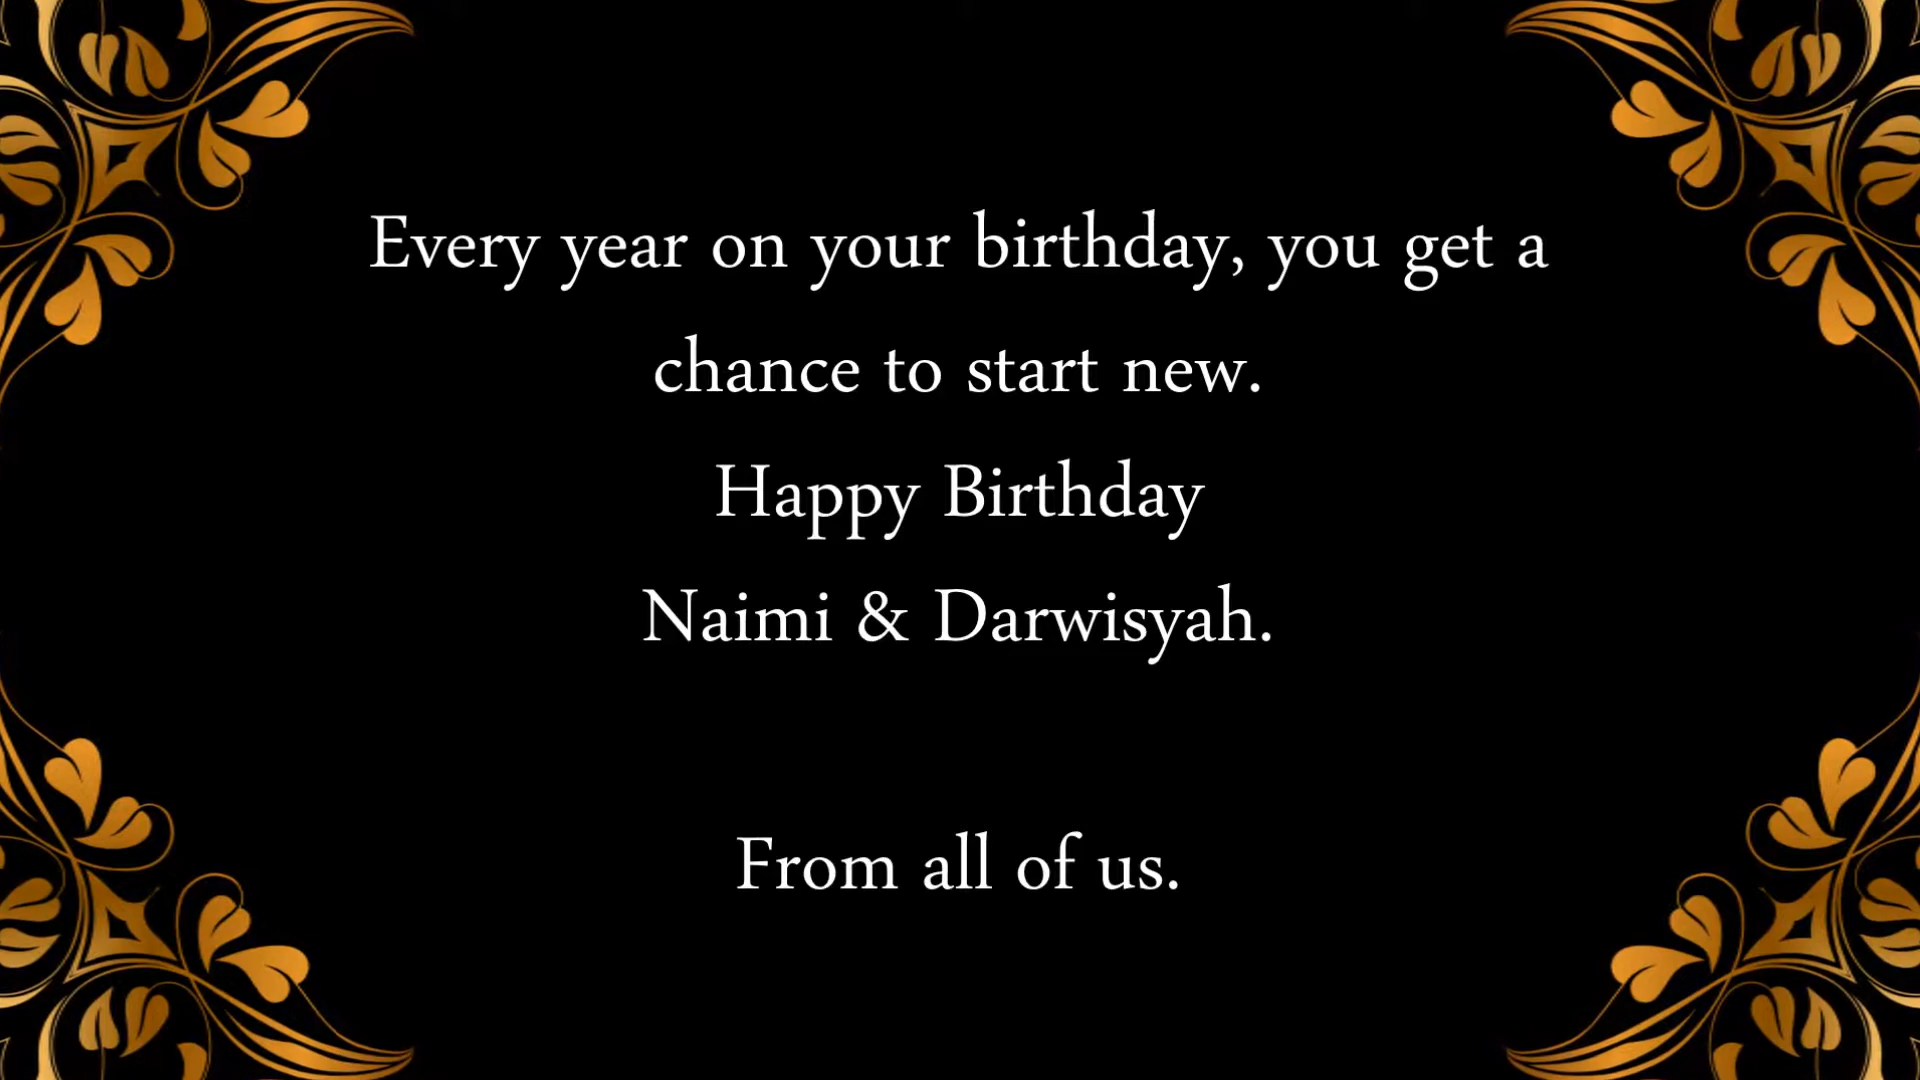 Every year on your birthday, you get a
chance to start new.
Happy Birthday
Naimi & Darwisyah.
From all of us.